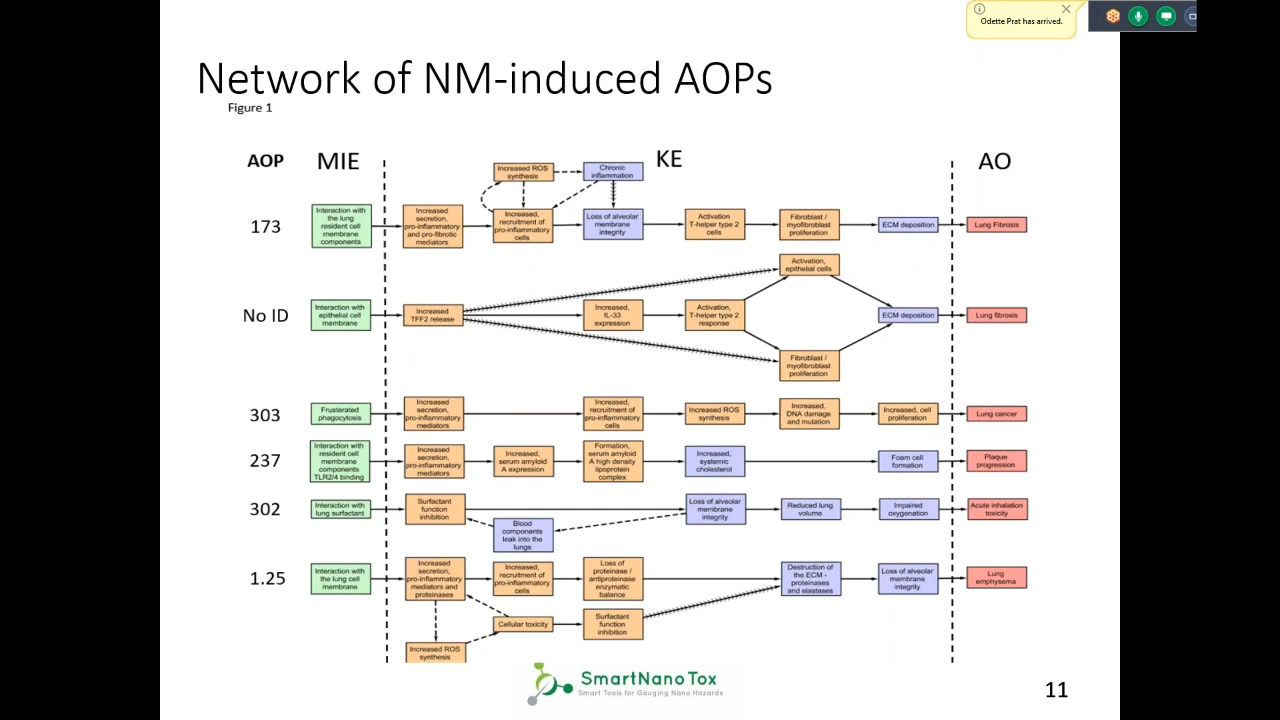 Odette Prat has arrived.
Network of NM-induced AOPs
Figure 1
AOP
MIE
KE
AO
Increased ROS
synthesis
Chronic
inflammation
173
Interaction with
the lung
resident cell
membrane
components
Increased
secretion,
pro-inflammatory
and pro-fibrotic
mediators
Increased,
recruitment of
pro-inflammatory
cells
Loss of alveolar
membrane
integrity
Activation
T-helper type 2
cells
Fibroblast /
myofibroblast
proliferation
ECM deposition
Lung Fibrosis
Activation,
epithelial cells
No ID
Interaction with
epithelial cell
membrane
Increased
TFF2 release
Increased,
IL-33
expression
Activation,
T-helper type 2
response
ECM deposition
Lung fibrosis
Fibroblast /
myofibroblast
proliferation
303
Frusterated
phagocytosis
Increased
secretion,
pro-inflammatory
mediators
Increased,
recruitment of
pro-inflammatory
cells
Increased ROS
synthesis
Increased,
DNA damage
and mutation
Increased, cell
proliferation
Lung cancer
237
Interaction with
resident cell
membrane
components
TLR2/4 binding
Increased
secretion,
pro-inflammatory
mediators
Increased,
serum amyloid
A expression
Formation,
serum amyloid
A high density
lipoprotein
complex
Increased,
systemic
cholesterol
Foam cell
formation
Plaque
progression
302
Interaction with
lung surfactant
Surfactant
function
inhibition
Blood
components
leak into the
lungs
Loss of alveolar
membrane
integrity
Reduced lung
volume
Impaired
oxygenation
Acute inhalation
toxicity
1.25
Interaction with
the lung cell
membrane
Increased
secretion,
pro-inflammatory
mediators and
proteinases
Increased,
recruitment of
pro-inflammatory
cells
Loss of
proteinase /
antiproteinase
enzymatic
balance
Destruction of
the ECM -
proteinases
and elastases
Loss of alveolar
membrane
integrity
Lung
emphysema
Cellular toxicity
Surfactant
function
inhibition
Increased ROS
synthesis
SmartNanoTox
Smart Tools for Gauging Nano Hazards
11